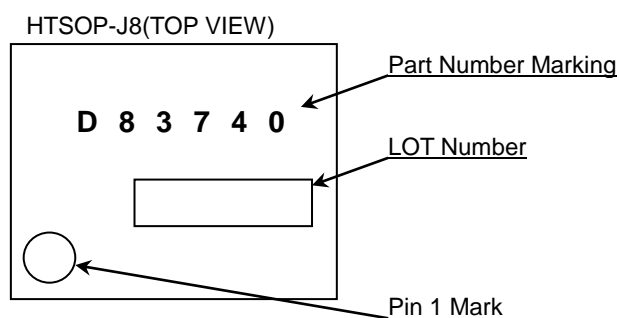 HTSOP-J8(TOP VIEW)
Part Number Marking
D 8 3 7 4 0
LOT Number
Pin 1 Mark